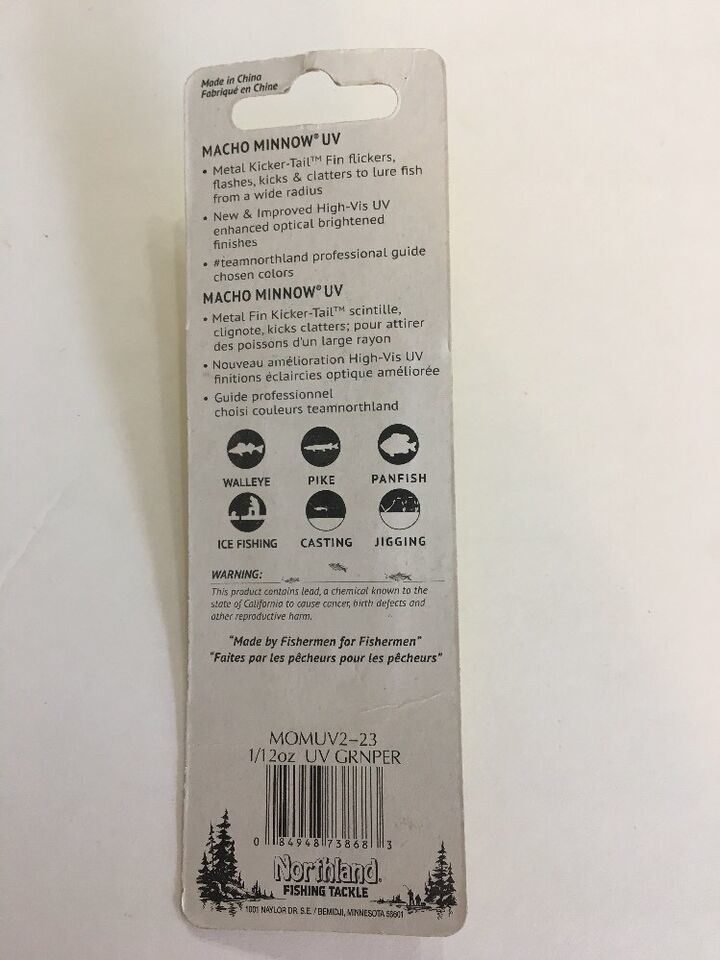 Made in China
Fabriqué en Chine
MACHO MINNOW® UV
• Metal Kicker-Tail™ Fin flickers,
flashes, kicks & clatters to lure fish
from a wide radius
• New & Improved High-Vis UV
enhanced optical brightened
finishes
• #teamnorthland professional guide
chosen colors
MACHO MINNOW® UV
• Metal Fin Kicker-Tail™ scintille,
clignote, kicks clatters; pour attirer
des poissons d'un large rayon
• Nouveau amélioration High-Vis UV
finitions éclaircies optique améliorée
• Guide professionnel
choisi couleurs teamnorthland
WALLEYE PIKE PANFISH
ICE FISHING CASTING JIGGING
WARNING:
This product contains lead, a chemical known to the
state of California to cause cancer, birth defects and
other reproductive harm.
"Made by Fishermen for Fishermen"
"Faites par les pêcheurs pour les pêcheurs"
MOMUV2-23
1/12oz UV GRNPER
0 84948 73868 3
Northland®
FISHING TACKLE
1001 NAYLOR DR. S.E. / BEMIDJI, MINNESOTA 56601